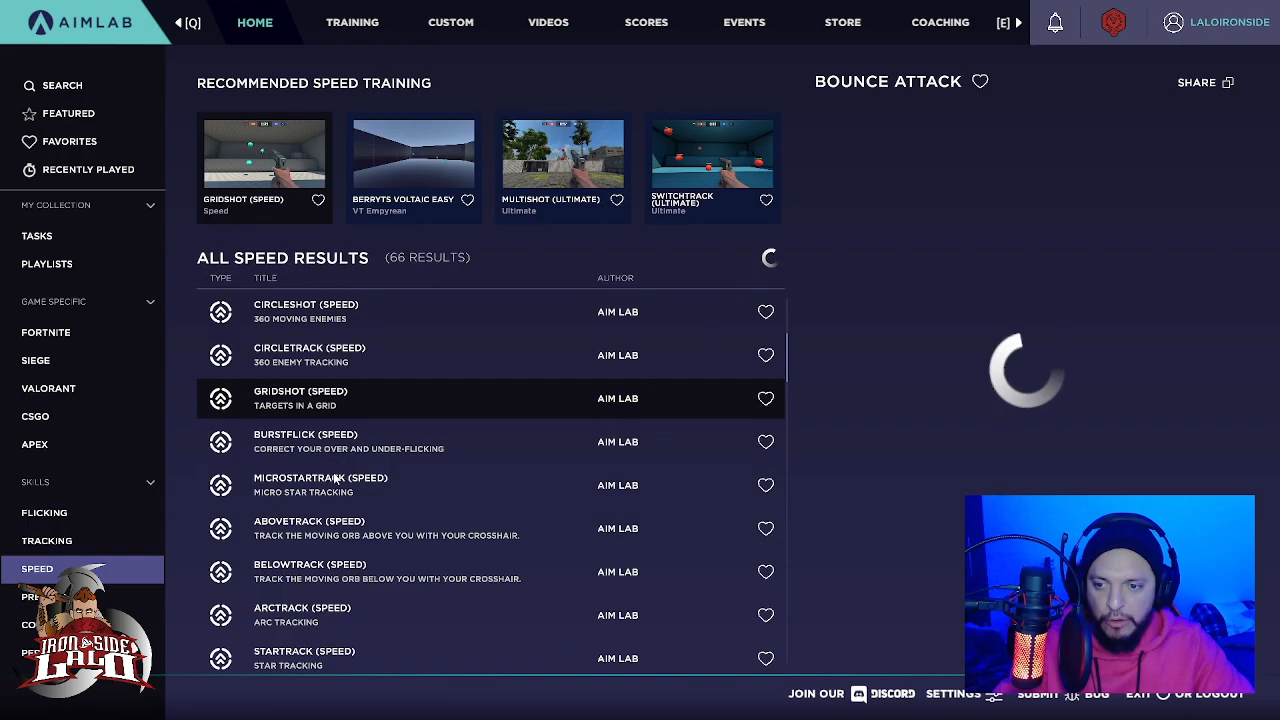 AIMLAB
[Q]
HOME
TRAINING
CUSTOM
VIDEOS
SCORES
EVENTS
STORE
COACHING
[E]
LALOIRONSIDE
SEARCH
FEATURED
FAVORITES
RECENTLY PLAYED
MY COLLECTION
TASKS
PLAYLISTS
GAME SPECIFIC
FORTNITE
SIEGE
VALORANT
CSGO
APEX
SKILLS
FLICKING
TRACKING
SPEED
IRON SIDE
LALO
RECOMMENDED SPEED TRAINING
GRIDSHOT (SPEED)
Speed
BERRYTS VOLTAIC EASY
VT Empyrean
MULTISHOT (ULTIMATE)
Ultimate
SWITCHTRACK
(ULTIMATE)
Ultimate
ALL SPEED RESULTS (66 RESULTS)
TYPE TITLE AUTHOR
CIRCLESHOT (SPEED)
360 MOVING ENEMIES
AIM LAB
CIRCLETRACK (SPEED)
360 ENEMY TRACKING
AIM LAB
GRIDSHOT (SPEED)
TARGETS IN A GRID
AIM LAB
BURSTFLICK (SPEED)
CORRECT YOUR OVER AND UNDER-FLICKING
AIM LAB
MICROSTARTRACK (SPEED)
MICRO STAR TRACKING
AIM LAB
ABOVETRACK (SPEED)
TRACK THE MOVING ORB ABOVE YOU WITH YOUR CROSSHAIR.
AIM LAB
BELOWTRACK (SPEED)
TRACK THE MOVING ORB BELOW YOU WITH YOUR CROSSHAIR.
AIM LAB
ARCTRACK (SPEED)
ARC TRACKING
AIM LAB
STARTRACK (SPEED)
STAR TRACKING
AIM LAB
BOUNCE ATTACK
SHARE
JOIN OUR DISCORD
SETTINGS
SUBMIT BUG
EXIT OR LOGOUT